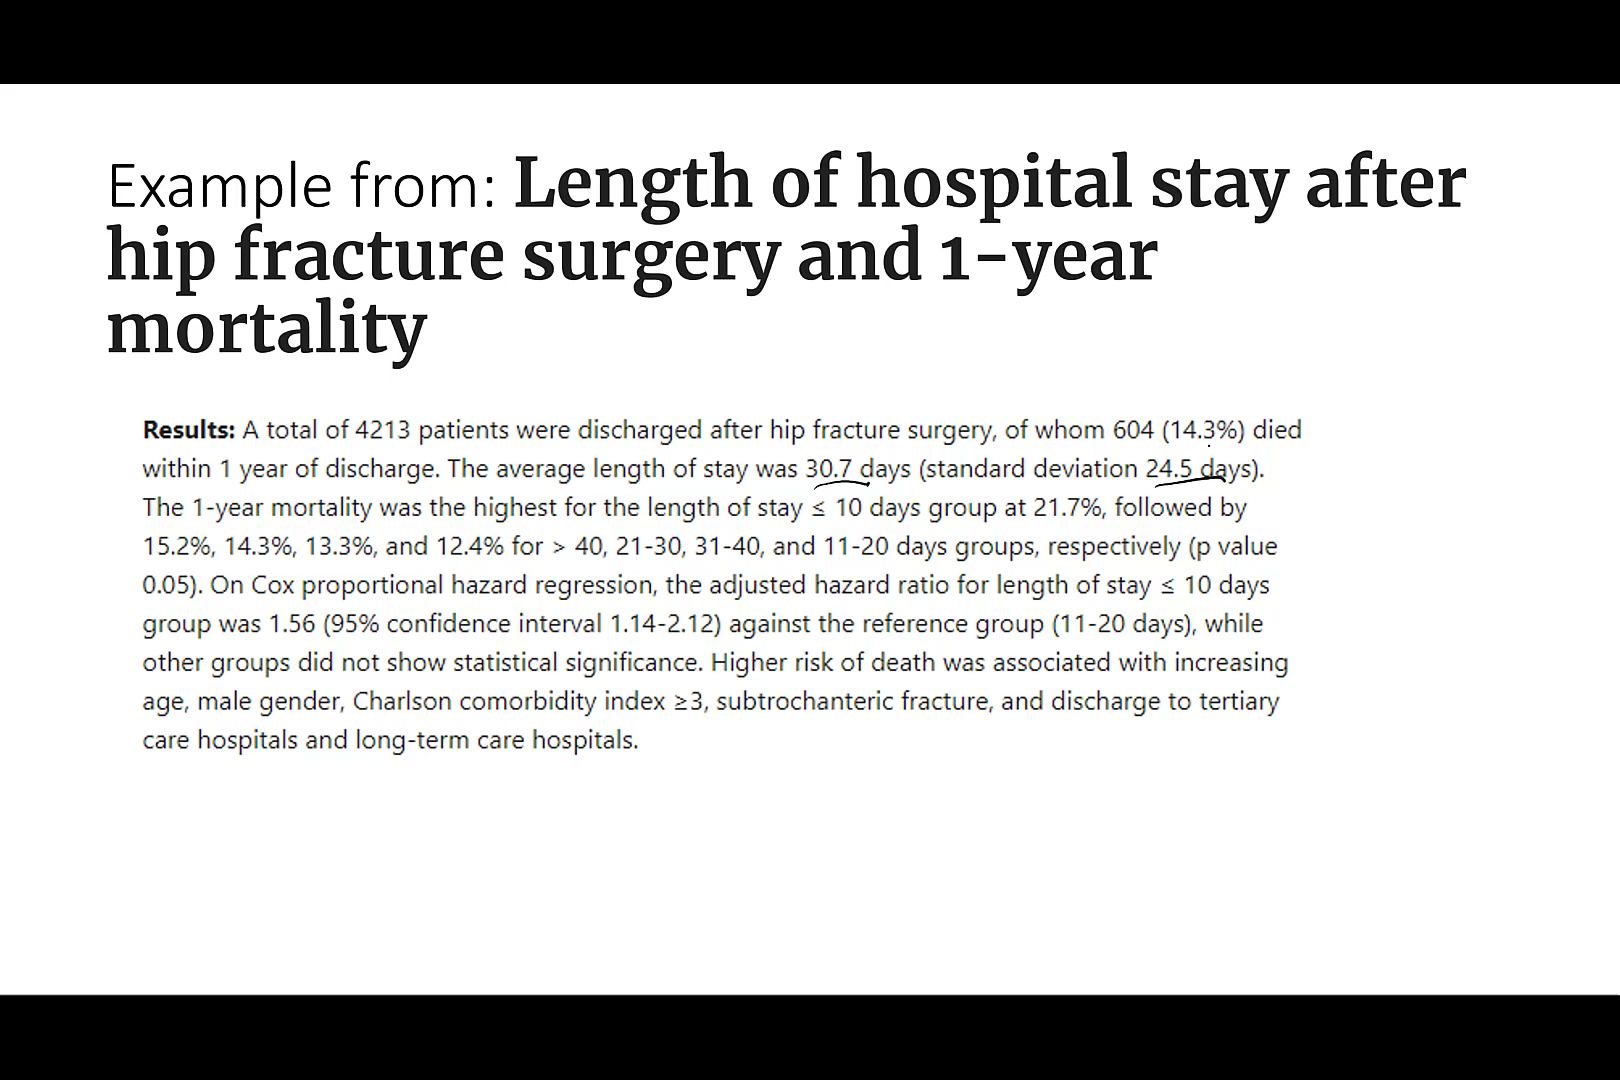 Example from: Length of hospital stay after
hip fracture surgery and 1-year
mortality
Results: A total of 4213 patients were discharged after hip fracture surgery, of whom 604 (14.3%) died
within 1 year of discharge. The average length of stay was 30.7 days (standard deviation 24.5 days).
The 1-year mortality was the highest for the length of stay ≤ 10 days group at 21.7%, followed by
15.2%, 14.3%, 13.3%, and 12.4% for > 40, 21-30, 31-40, and 11-20 days groups, respectively (p value
0.05). On Cox proportional hazard regression, the adjusted hazard ratio for length of stay ≤ 10 days
group was 1.56 (95% confidence interval 1.14-2.12) against the reference group (11-20 days), while
other groups did not show statistical significance. Higher risk of death was associated with increasing
age, male gender, Charlson comorbidity index ≥3, subtrochanteric fracture, and discharge to tertiary
care hospitals and long-term care hospitals.